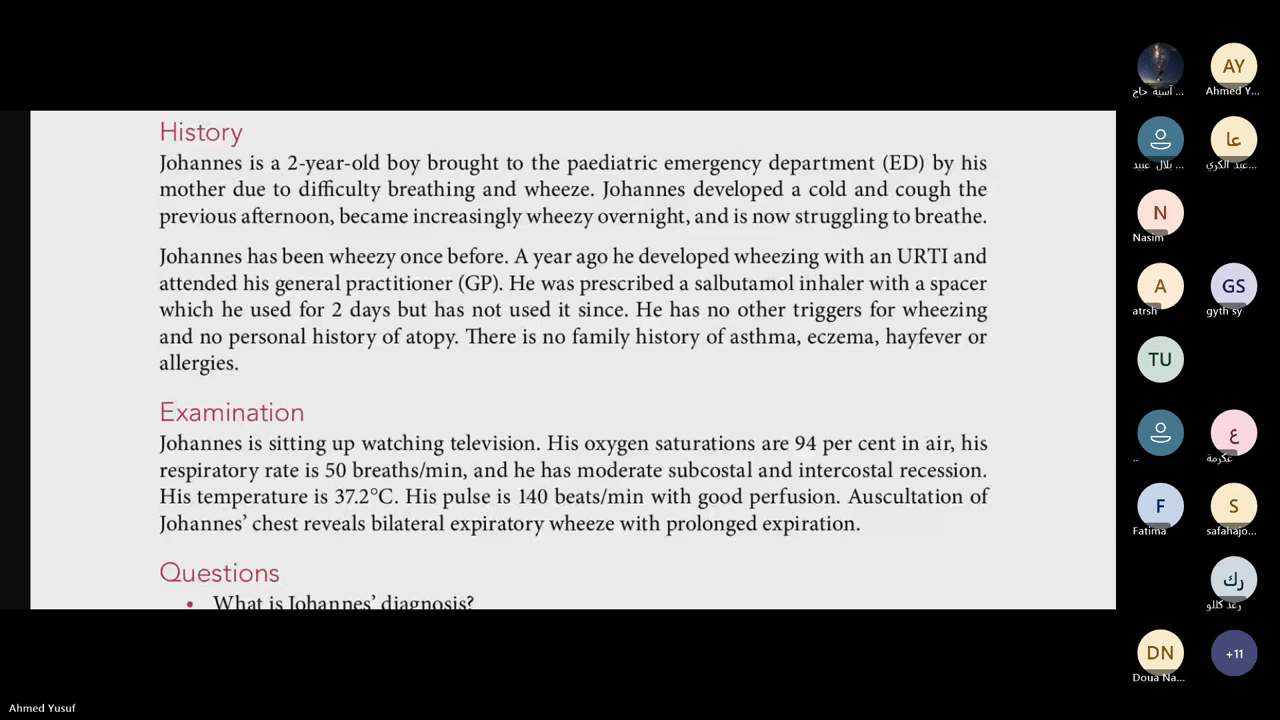 History
Johannes is a 2-year-old boy brought to the paediatric emergency department (ED) by his
mother due to difficulty breathing and wheeze. Johannes developed a cold and cough the
previous afternoon, became increasingly wheezy overnight, and is now struggling to breathe.
Johannes has been wheezy once before. A year ago he developed wheezing with an URTI and
attended his general practitioner (GP). He was prescribed a salbutamol inhaler with a spacer
which he used for 2 days but has not used it since. He has no other triggers for wheezing
and no personal history of atopy. There is no family history of asthma, eczema, hayfever or
allergies.
Examination
Johannes is sitting up watching television. His oxygen saturations are 94 per cent in air, his
respiratory rate is 50 breaths/min, and he has moderate subcostal and intercostal recession.
His temperature is 37.2°C. His pulse is 140 beats/min with good perfusion. Auscultation of
Johannes' chest reveals bilateral expiratory wheeze with prolonged expiration.
Questions
• What is Johannes' diagnosis?
AY
آسية حاج ...
Ahmed Y...
عا
بلال عبيد ...
عبد الكري...
N
Nasim
A
GS
atrsh
gyth sy
TU
ع
..
عكرمة
F
S
Fatima
safahajo...
رك
رغد كللو
DN
+11
Doua Na...
Ahmed Yusuf